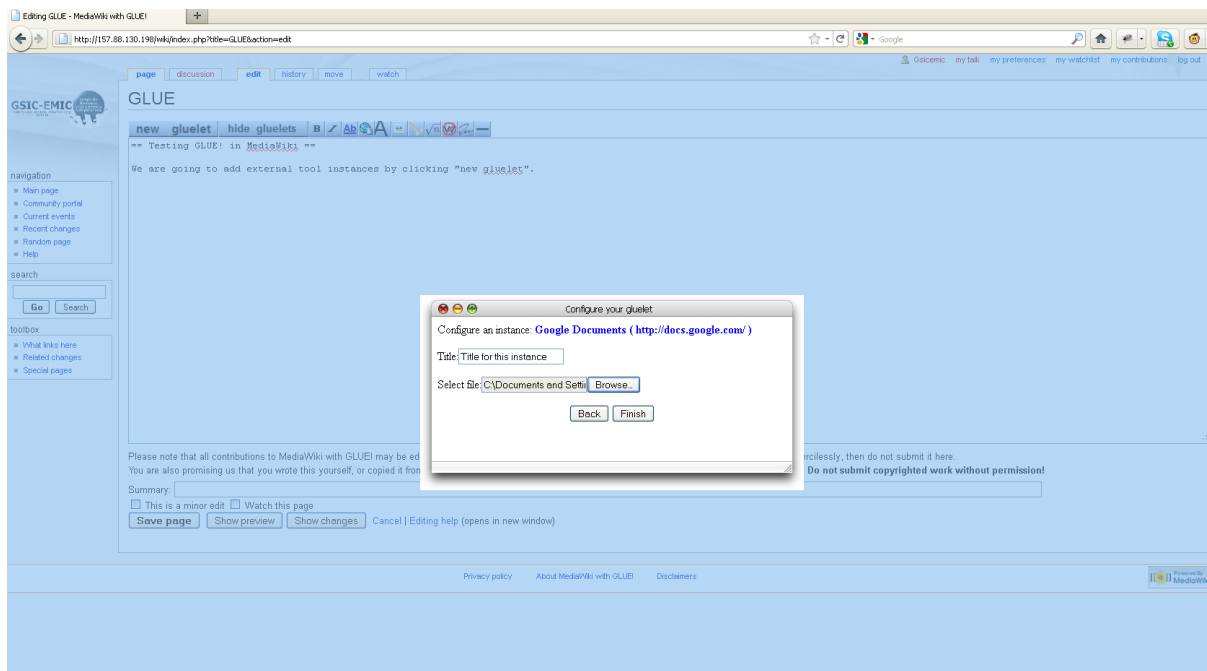 Editing GLUE - MediaWiki with GLUE!
http://157.88.130.198/wiki/index.php?title=GLUE&action=edit
Google
Gsicemic my talk my preferences my watchlist my contributions log out
page discussion edit history move watch
GSIC-EMIC
GLUE
new gluelet hide gluelets B I Ab A √n W
== Testing GLUE! in MediaWiki ==
We are going to add external tool instances by clicking "new gluelet".
navigation
Main page
Community portal
Current events
Recent changes
Random page
Help
search
Go Search
toolbox
What links here
Related changes
Special pages
Configure your gluelet
Configure an instance: Google Documents ( http://docs.google.com/ )
Title: Title for this instance
Select file: C:\Documents and Settin Browse...
Back Finish
Please note that all contributions to MediaWiki with GLUE! may be ed rcilessly, then do not submit it here.
You are also promising us that you wrote this yourself, or copied it from Do not submit copyrighted work without permission!
Summary:
This is a minor edit Watch this page
Save page Show preview Show changes Cancel | Editing help (opens in new window)
Privacy policy About MediaWiki with GLUE! Disclaimers
Powered By
MediaWiki